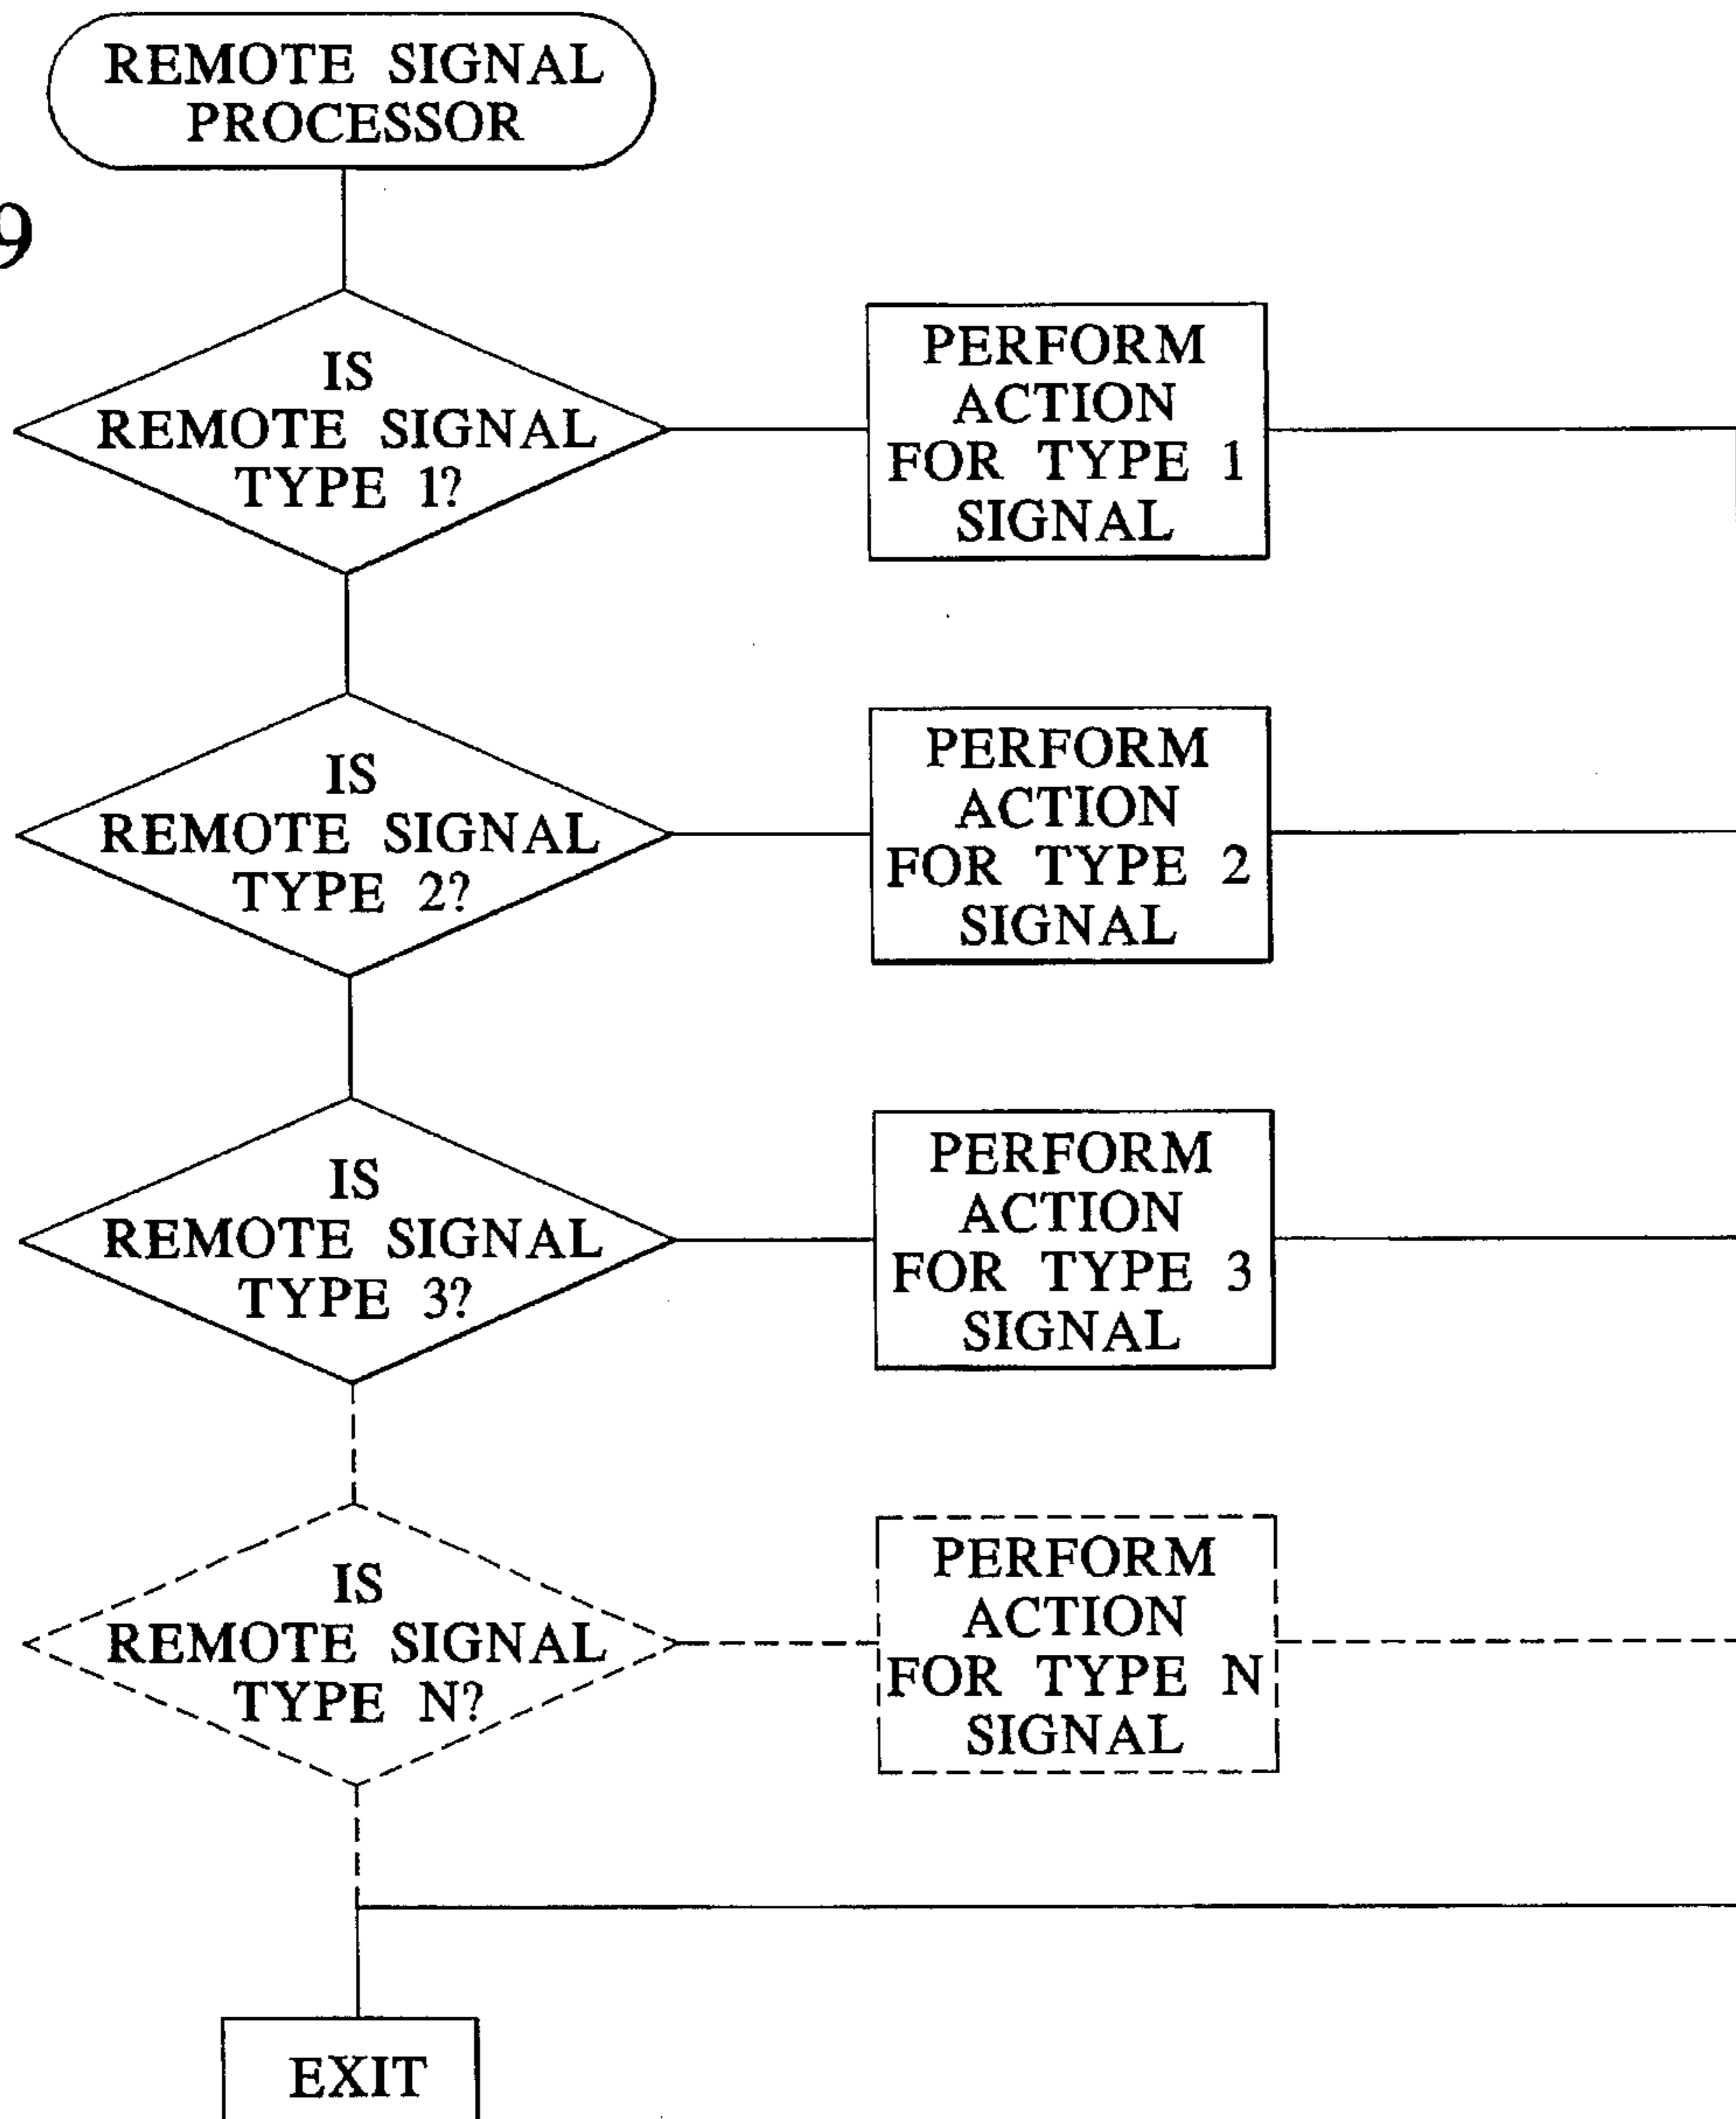 REMOTE SIGNAL
PROCESSOR
9
IS
REMOTE SIGNAL
TYPE 1?
PERFORM
ACTION
FOR TYPE 1
SIGNAL
IS
REMOTE SIGNAL
TYPE 2?
PERFORM
ACTION
FOR TYPE 2
SIGNAL
IS
REMOTE SIGNAL
TYPE 3?
PERFORM
ACTION
FOR TYPE 3
SIGNAL
IS
REMOTE SIGNAL
TYPE N?
PERFORM
ACTION
FOR TYPE N
SIGNAL
EXIT